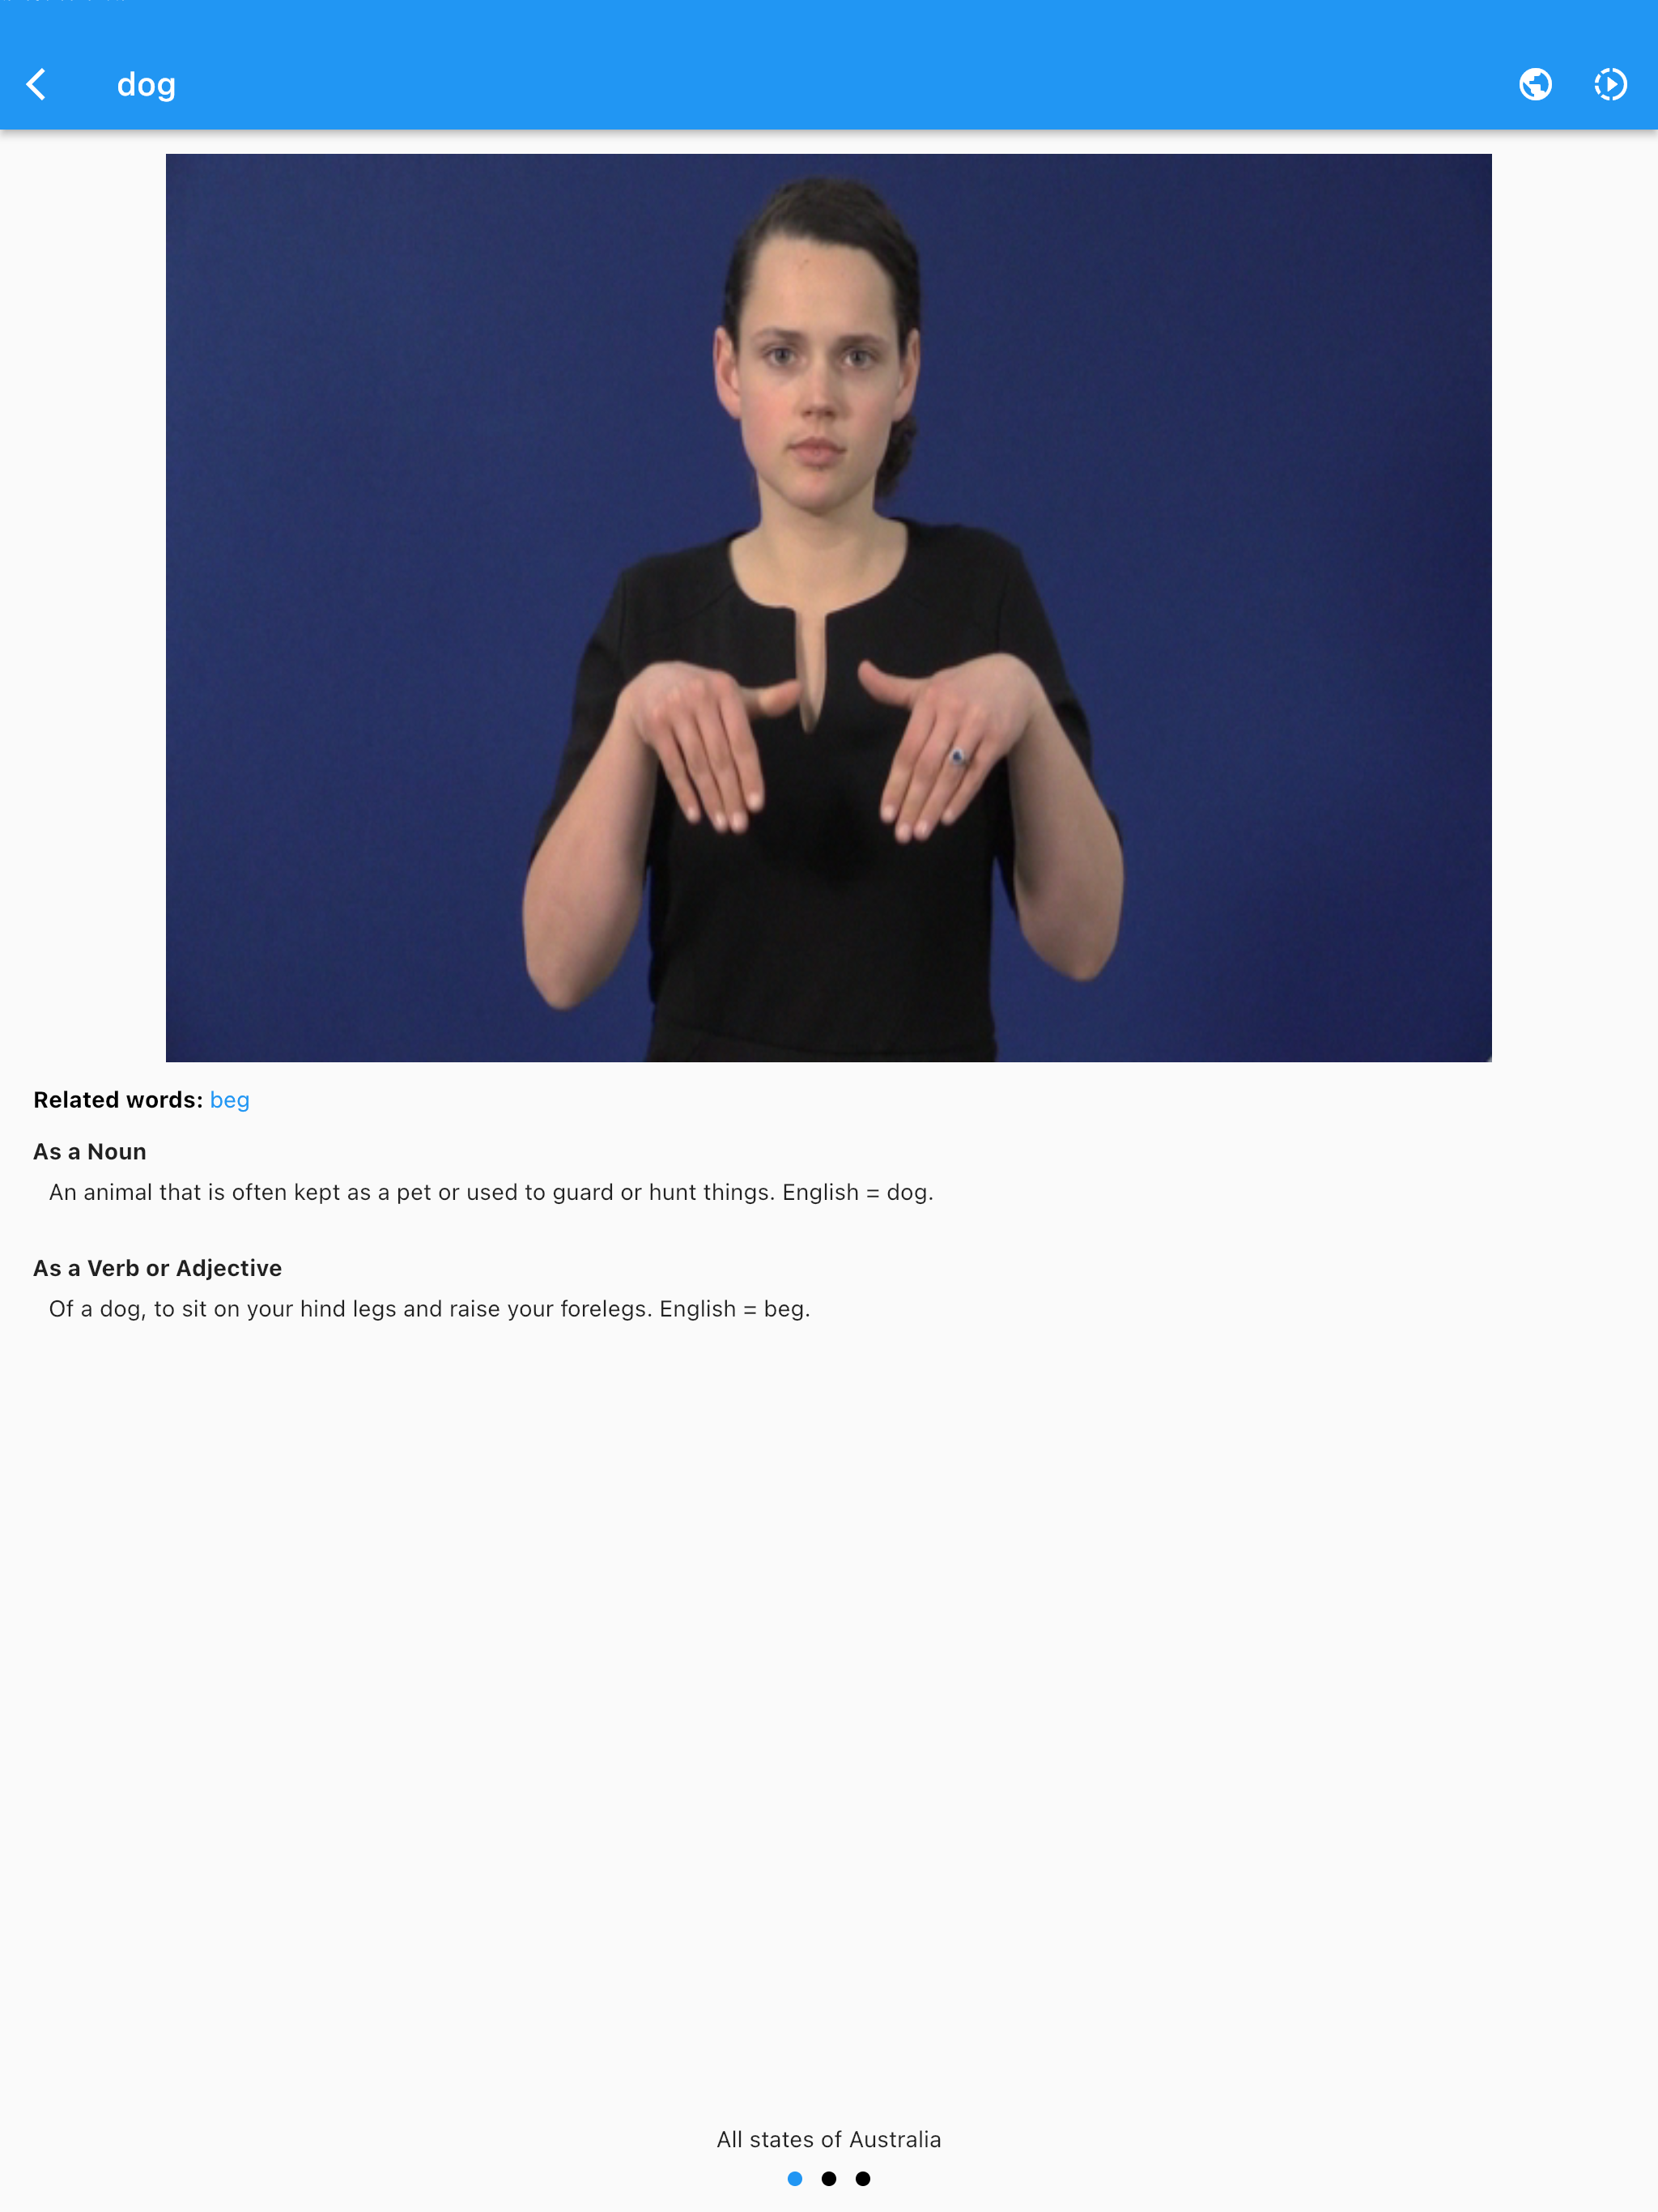 dog
Related words: beg
As a Noun
An animal that is often kept as a pet or used to guard or hunt things. English = dog.
As a Verb or Adjective
Of a dog, to sit on your hind legs and raise your forelegs. English = beg.
All states of Australia